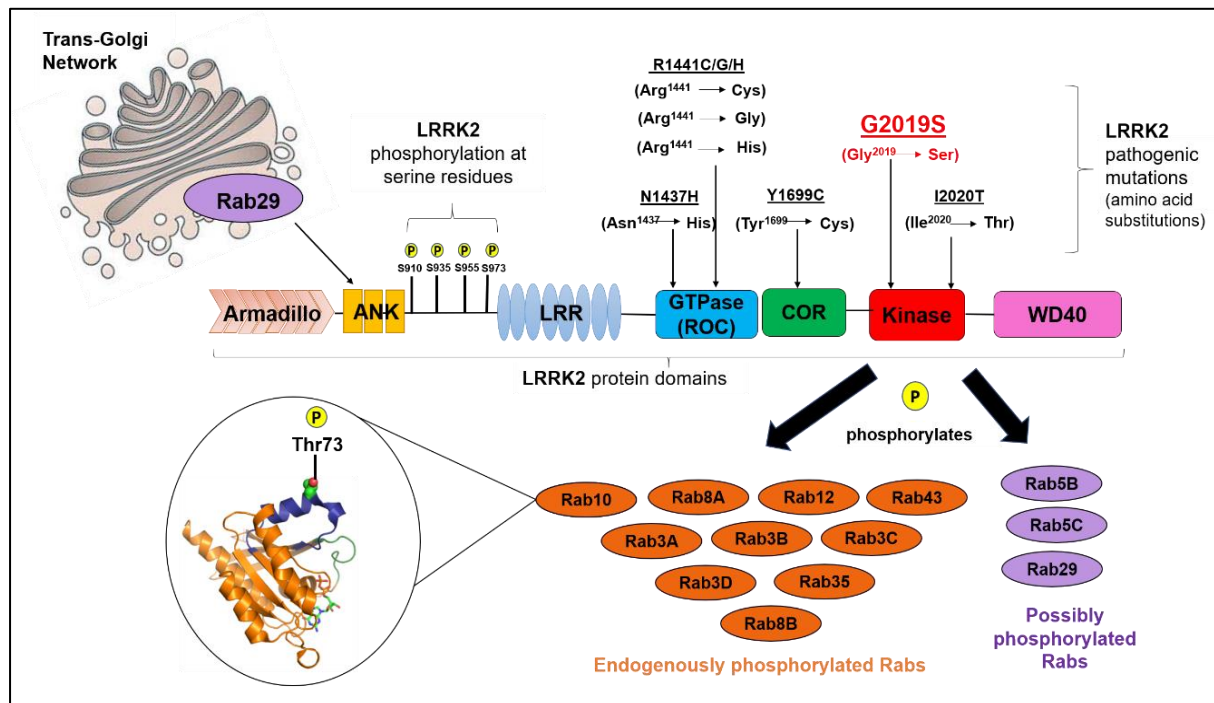 Trans-Golgi
Network
Rab29
LRRK2
phosphorylation at
serine residues
P P P P
S910 S935 S955 S973
R1441C/G/H
(Arg1441 → Cys)
(Arg1441 → Gly)
(Arg1441 → His)
N1437H
(Asn1437 → His)
Y1699C
(Tyr1699 → Cys)
G2019S
(Gly2019 → Ser)
I2020T
(Ile2020 → Thr)
LRRK2
pathogenic
mutations
(amino acid
substitutions)
Armadillo
ANK
LRR
GTPase
(ROC)
COR
Kinase
WD40
LRRK2 protein domains
P
phosphorylates
P
Thr73
Rab10 Rab8A Rab12 Rab43
Rab3A Rab3B Rab3C
Rab3D Rab35
Rab8B
Endogenously phosphorylated Rabs
Rab5B
Rab5C
Rab29
Possibly
phosphorylated
Rabs